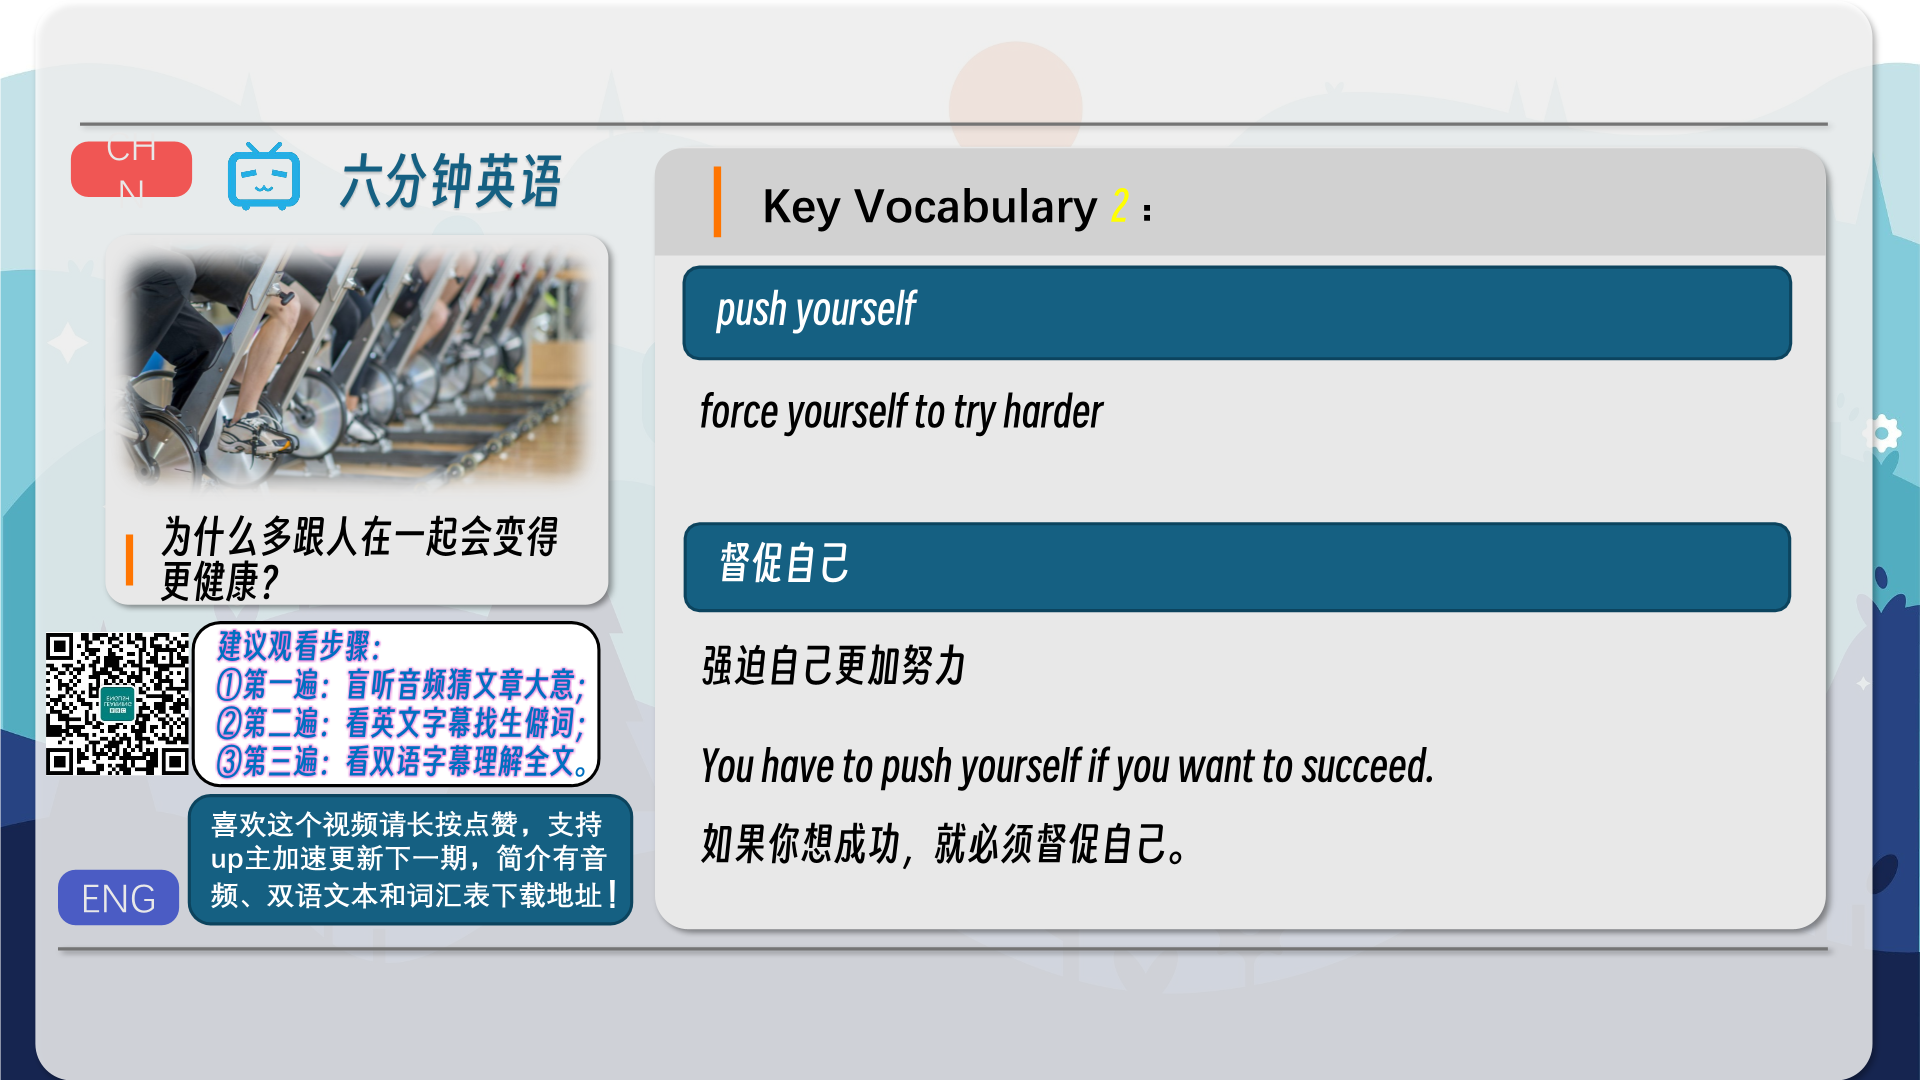 CH
N
六分钟英语
为什么多跟人在一起会变得
更健康？
建议观看步骤：
①第一遍：盲听音频猜文章大意；
②第二遍：看英文字幕找生僻词；
③第三遍：看双语字幕理解全文。
喜欢这个视频请长按点赞，支持
up主加速更新下一期，简介有音
频、双语文本和词汇表下载地址！
ENG
Key Vocabulary 2：
push yourself
force yourself to try harder
督促自己
强迫自己更加努力
You have to push yourself if you want to succeed.
如果你想成功，就必须督促自己。